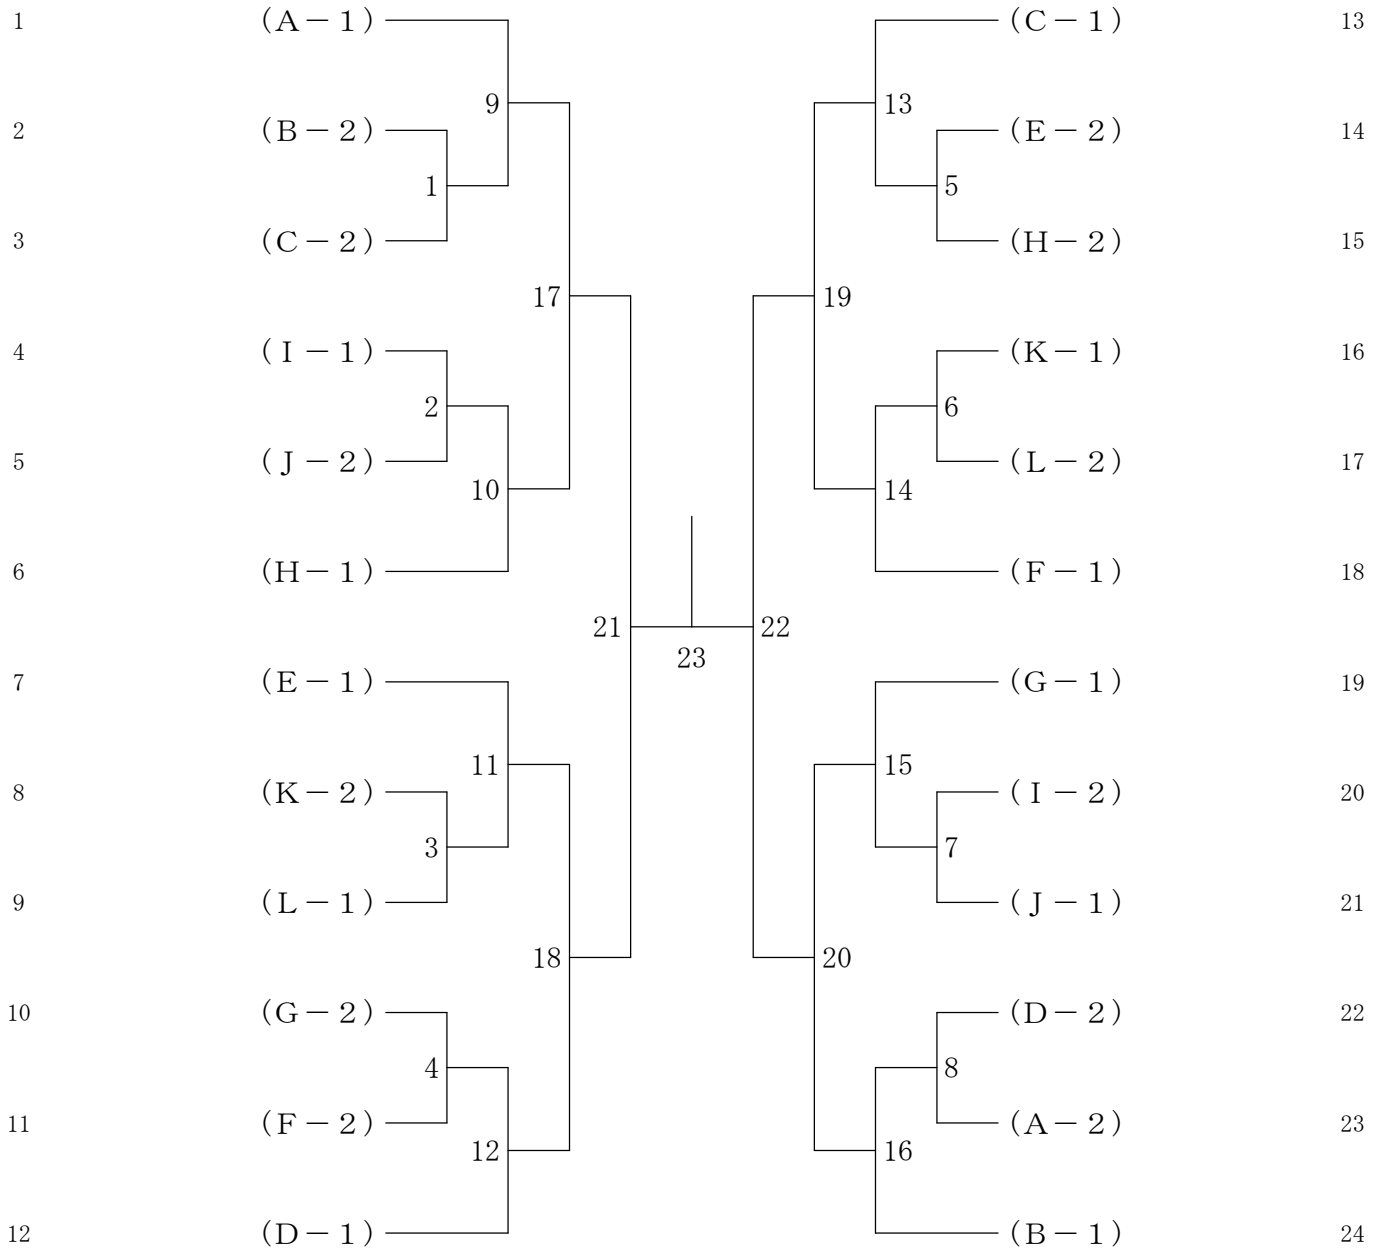 1 （A－1） （C－1） 13
9 13
2 （B－2） （E－2） 14
1 5
3 （C－2） （H－2） 15
17 19
4 （I－1） （K－1） 16
2 6
5 （J－2） （L－2） 17
10 14
6 （H－1） （F－1） 18
21 22
23
7 （E－1） （G－1） 19
11 15
8 （K－2） （I－2） 20
3 7
9 （L－1） （J－1） 21
18 20
10 （G－2） （D－2） 22
4 8
11 （F－2） （A－2） 23
12 16
12 （D－1） （B－1） 24